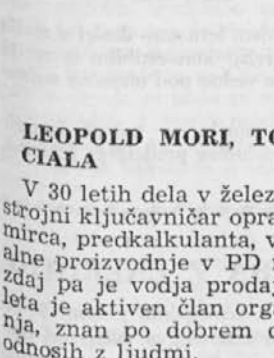 LEOPOLD MORI, TO
CIALA
V 30 letih dela v želez
strojni ključavničar opra
mirca, predkalkulanta, v
alne proizvodnje v PD
zdaj pa je vodja prodaj
leta je aktiven član orga
nja, znan po dobrem o
odnosih z ljudmi.